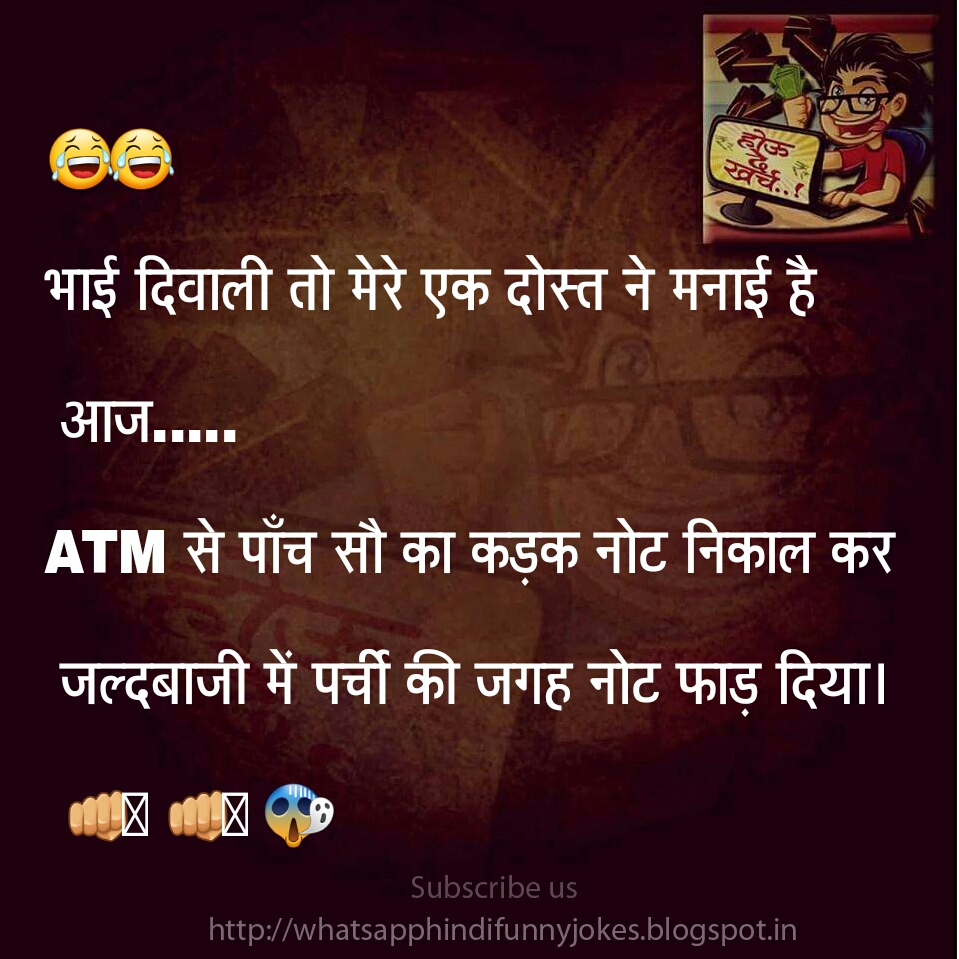 होऊ
दे
खर्च..!
😂😂
भाई दिवाली तो मेरे एक दोस्त ने मनाई है
आज.....
ATM से पाँच सौ का कड़क नोट निकाल कर
जल्दबाजी में पर्ची की जगह नोट फाड़ दिया।
👊 👊 😱
Subscribe us
http://whatsapphindifunnyjokes.blogspot.in